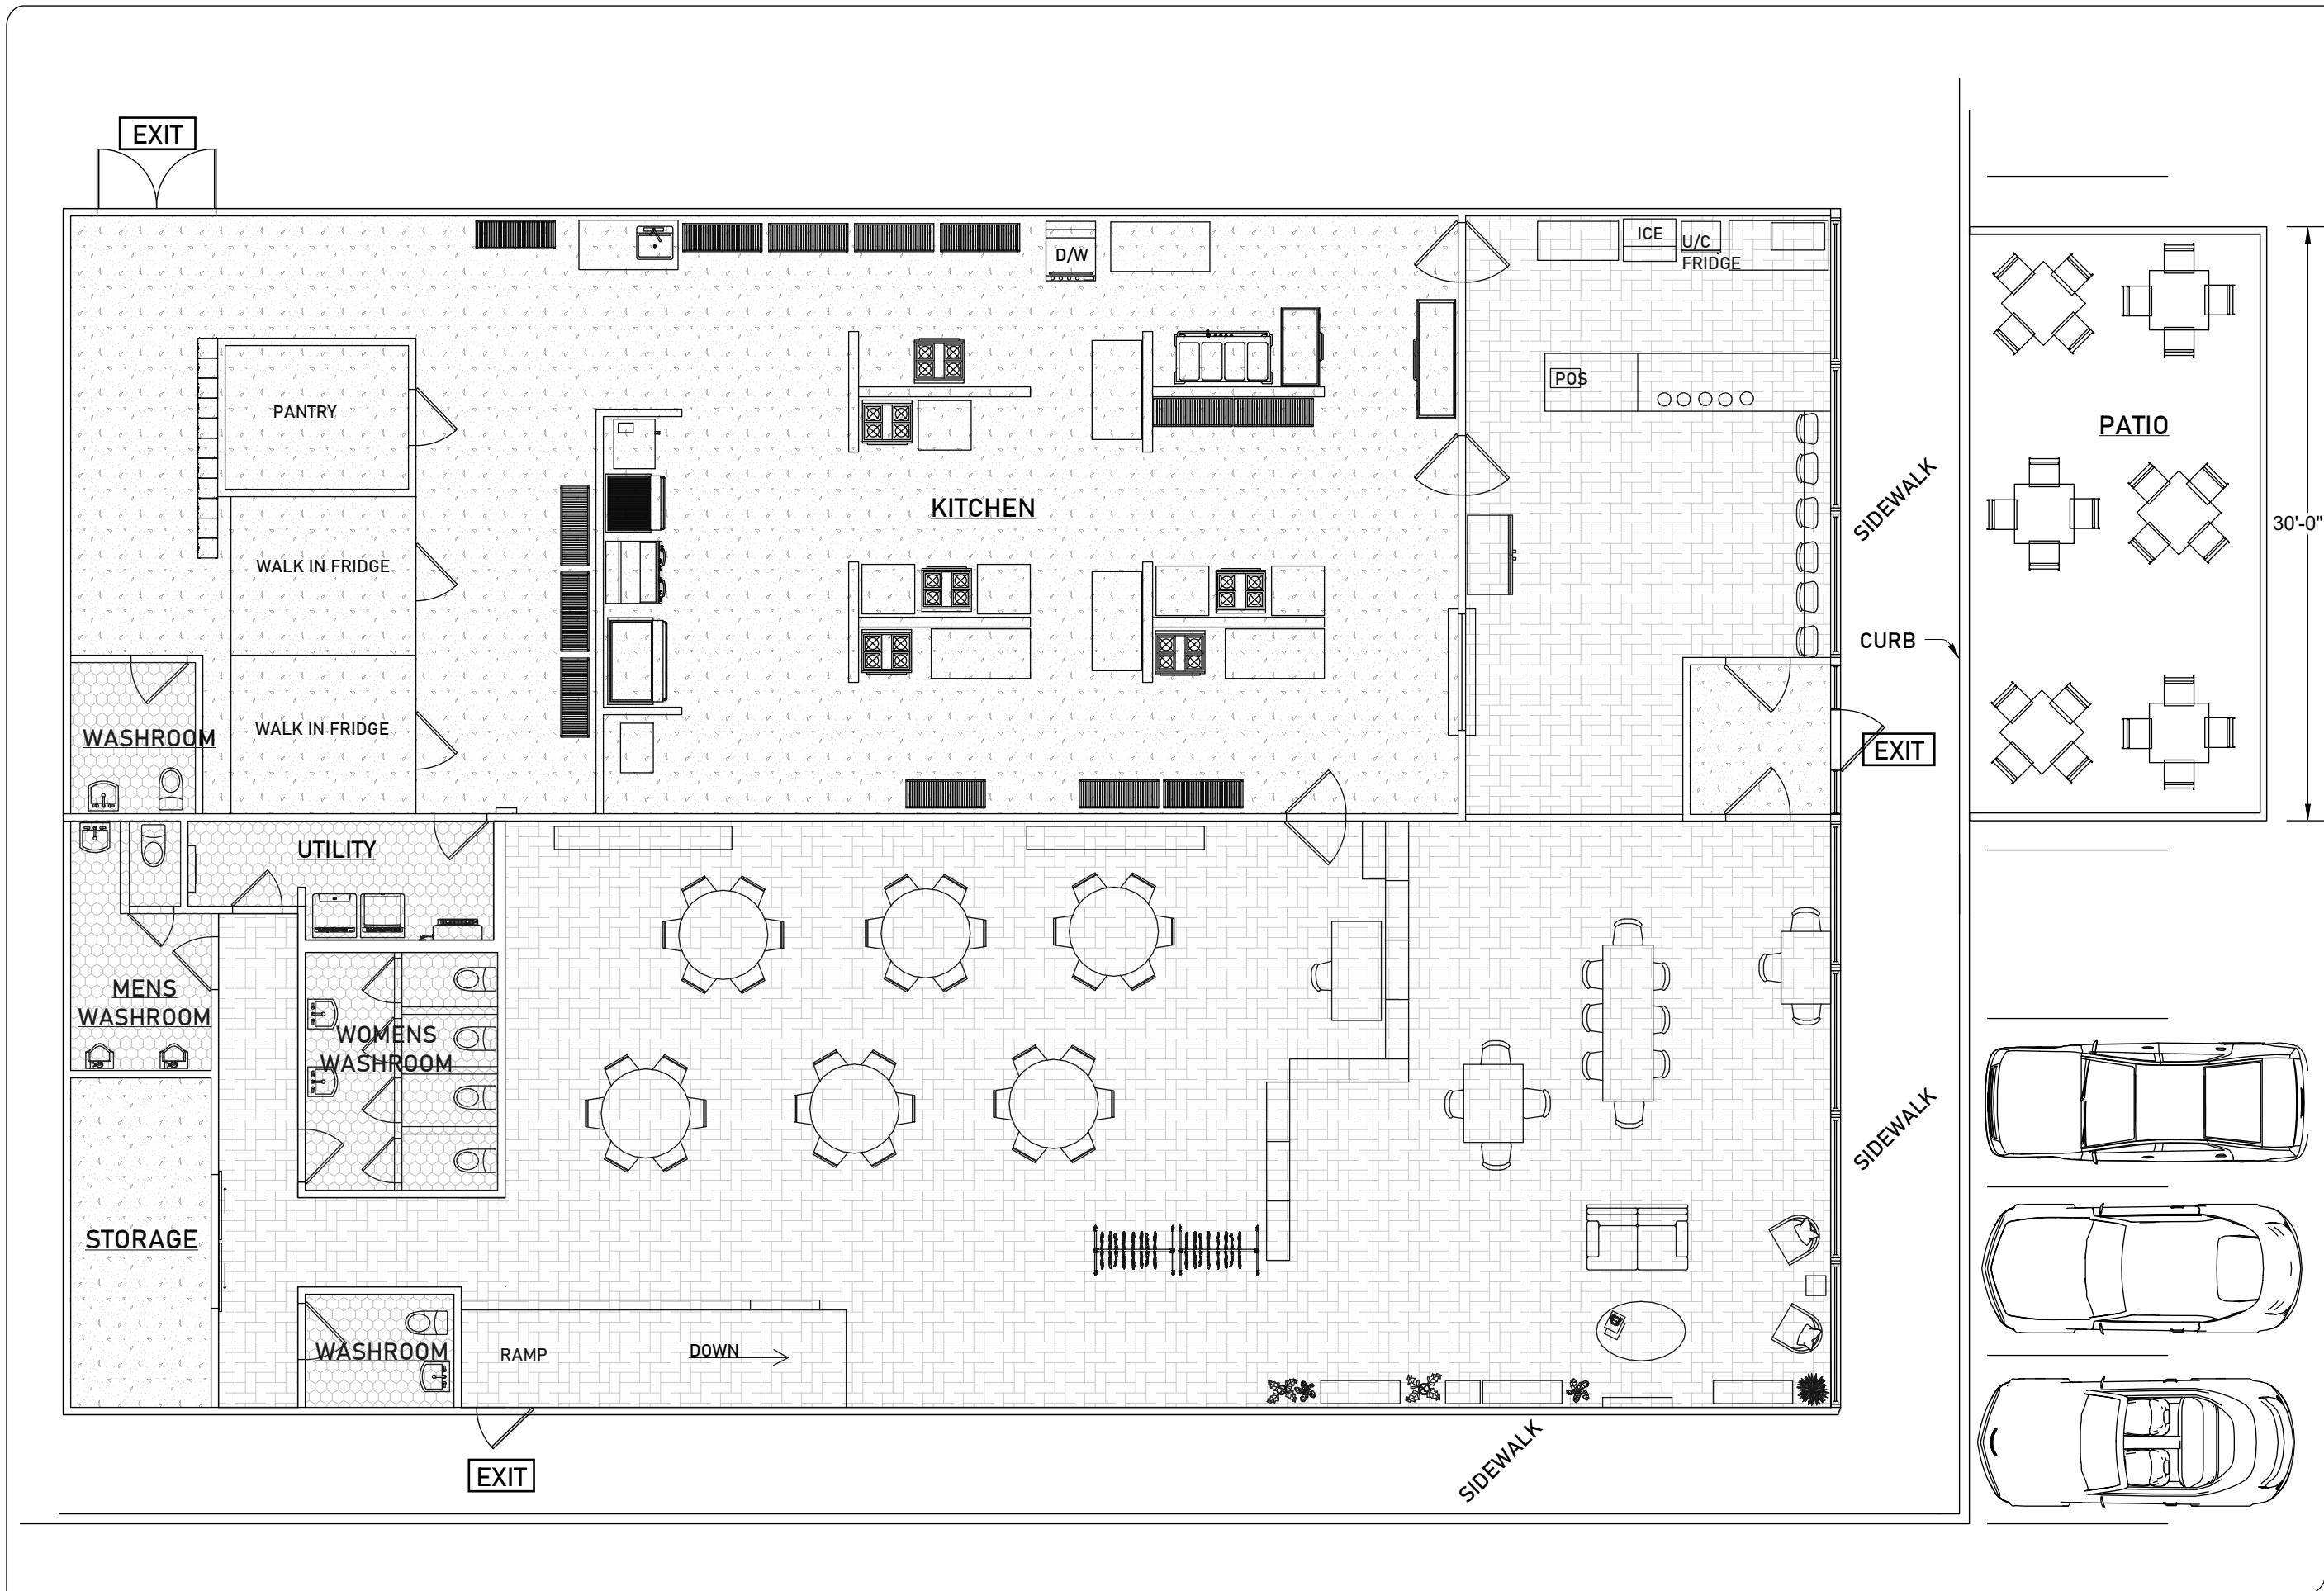 EXIT
ICE
U/C
FRIDGE
D/W
POS
PANTRY
PATIO
SIDEWALK
KITCHEN
30'-0"
WALK IN FRIDGE
CURB
WALK IN FRIDGE
WASHROOM
EXIT
UTILITY
MENS
WASHROOM
WOMENS
WASHROOM
SIDEWALK
STORAGE
WASHROOM
RAMP
DOWN
SIDEWALK
EXIT